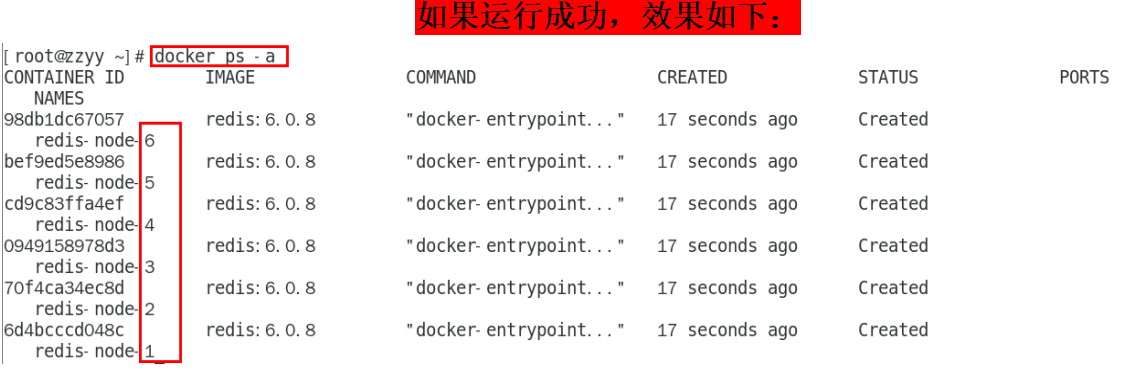 如果运行成功，效果如下：
[ root@zzyy ~] # docker ps - a
CONTAINER ID IMAGE COMMAND CREATED STATUS PORTS
NAMES
98db1dc67057 redis: 6. 0. 8 "docker- entrypoint. . . " 17 seconds ago Created
redis- node- 6
bef9ed5e8986 redis: 6. 0. 8 "docker- entrypoint. . . " 17 seconds ago Created
redis- node- 5
cd9c83ffa4ef redis: 6. 0. 8 "docker- entrypoint. . . " 17 seconds ago Created
redis- node- 4
0949158978d3 redis: 6. 0. 8 "docker- entrypoint. . . " 17 seconds ago Created
redis- node- 3
70f4ca34ec8d redis: 6. 0. 8 "docker- entrypoint. . . " 17 seconds ago Created
redis- node- 2
6d4bcccd048c redis: 6. 0. 8 "docker- entrypoint. . . " 17 seconds ago Created
redis- node- 1